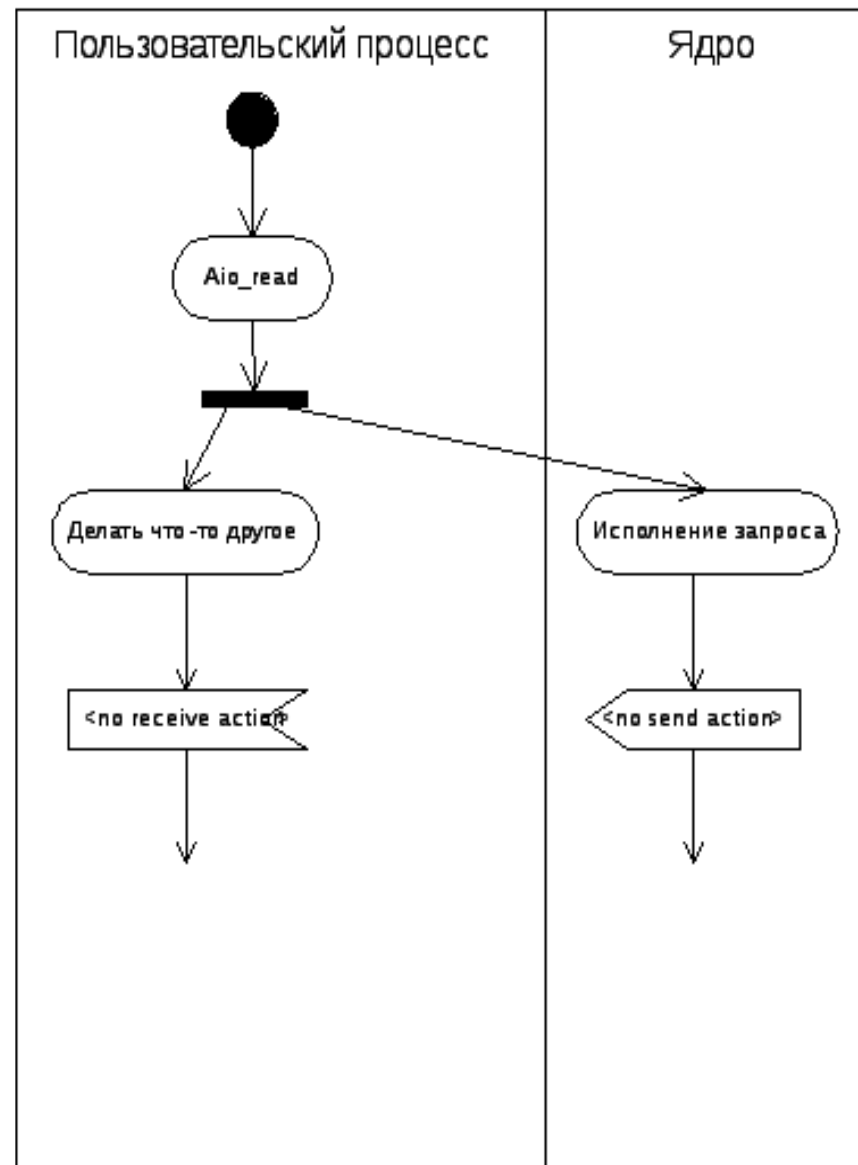 Пользовательский процесс
Ядро
Aio_read
Делать что-то другое
Исполнение запроса
<no receive action>
<no send action>